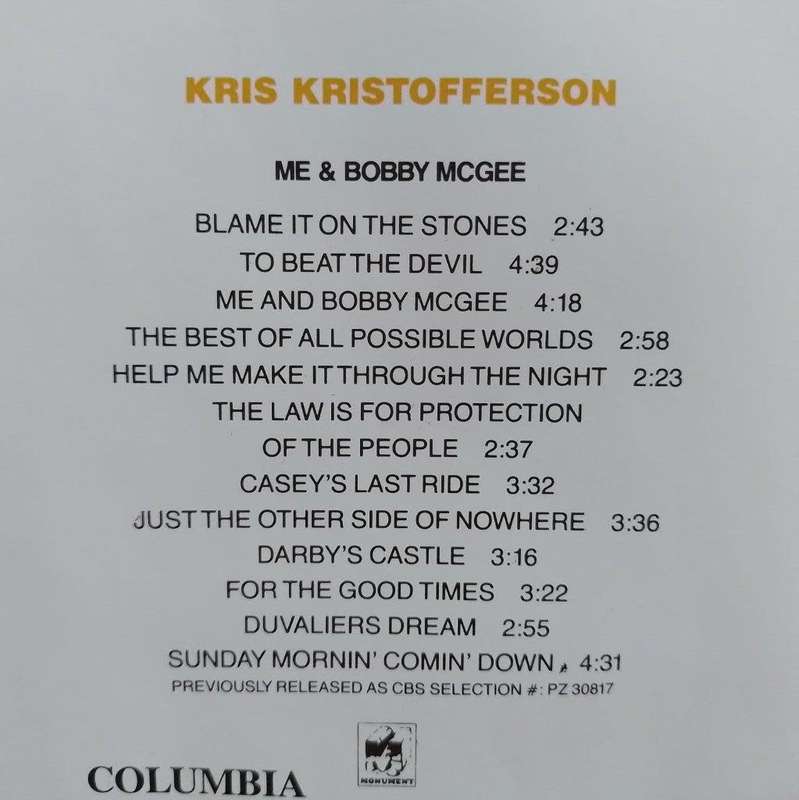 KRIS KRISTOFFERSON
ME & BOBBY MCGEE
BLAME IT ON THE STONES 2:43
TO BEAT THE DEVIL 4:39
ME AND BOBBY MCGEE 4:18
THE BEST OF ALL POSSIBLE WORLDS 2:58
HELP ME MAKE IT THROUGH THE NIGHT 2:23
THE LAW IS FOR PROTECTION
OF THE PEOPLE 2:37
CASEY'S LAST RIDE 3:32
JUST THE OTHER SIDE OF NOWHERE 3:36
DARBY'S CASTLE 3:16
FOR THE GOOD TIMES 3:22
DUVALIERS DREAM 2:55
SUNDAY MORNIN' COMIN' DOWN 4:31
PREVIOUSLY RELEASED AS CBS SELECTION #: PZ 30817
MONUMENT
COLUMBIA